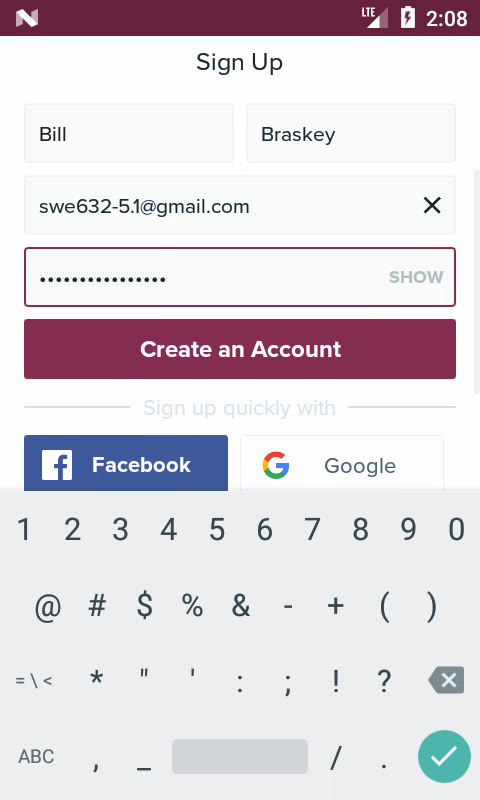 LTE 2:08
Sign Up
Bill Braskey
swe632-5.1@gmail.com
•••••••••••••••• SHOW
Create an Account
Sign up quickly with
Facebook Google
1 2 3 4 5 6 7 8 9 0
@ # $ % & - + ( )
= \ < * " ' : ; ! ?
ABC , _ / .